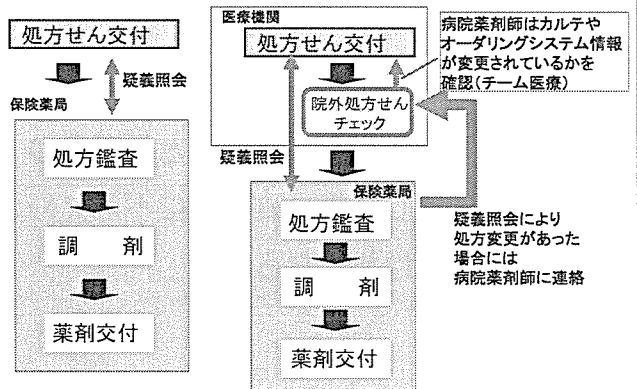 処方せん交付
疑義照会
保険薬局
処方鑑査
調 剤
薬剤交付
医療機関
処方せん交付
院外処方せん
チェック
疑義照会
保険薬局
処方鑑査
調 剤
薬剤交付
病院薬剤師はカルテや
オーダリングシステム情報
が変更されているかを
確認(チーム医療)
疑義照会により
処方変更があった
場合には
病院薬剤師に連絡